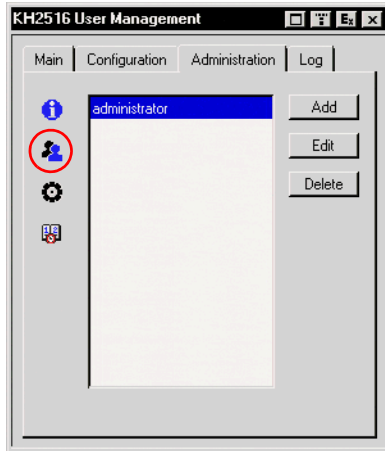 KH2516 User Management
Main Configuration Administration Log
administrator
Add
Edit
Delete